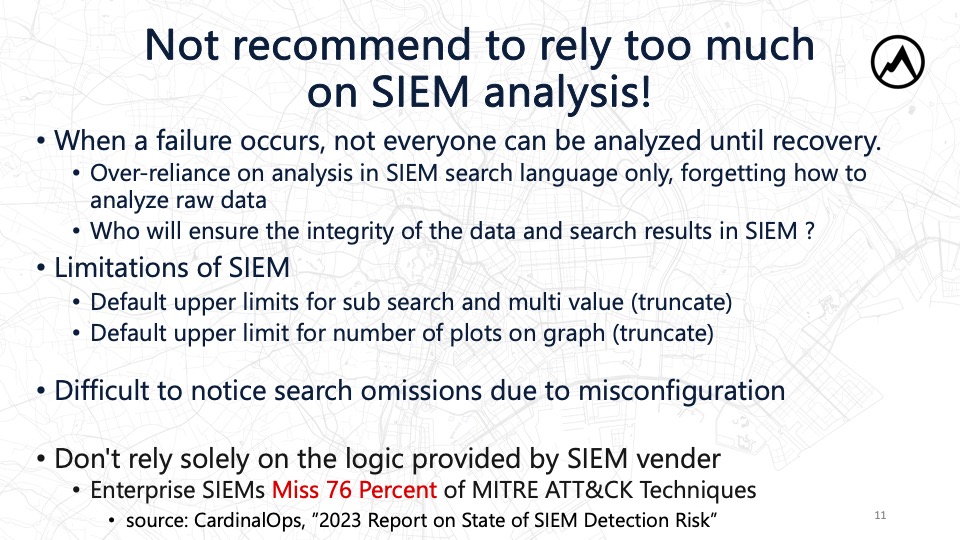 Not recommend to rely too much
on SIEM analysis!
• When a failure occurs, not everyone can be analyzed until recovery.
• Over-reliance on analysis in SIEM search language only, forgetting how to
analyze raw data
• Who will ensure the integrity of the data and search results in SIEM ?
• Limitations of SIEM
• Default upper limits for sub search and multi value (truncate)
• Default upper limit for number of plots on graph (truncate)
• Difficult to notice search omissions due to misconfiguration
• Don't rely solely on the logic provided by SIEM vender
• Enterprise SIEMs Miss 76 Percent of MITRE ATT&CK Techniques
• source: CardinalOps, "2023 Report on State of SIEM Detection Risk"
11